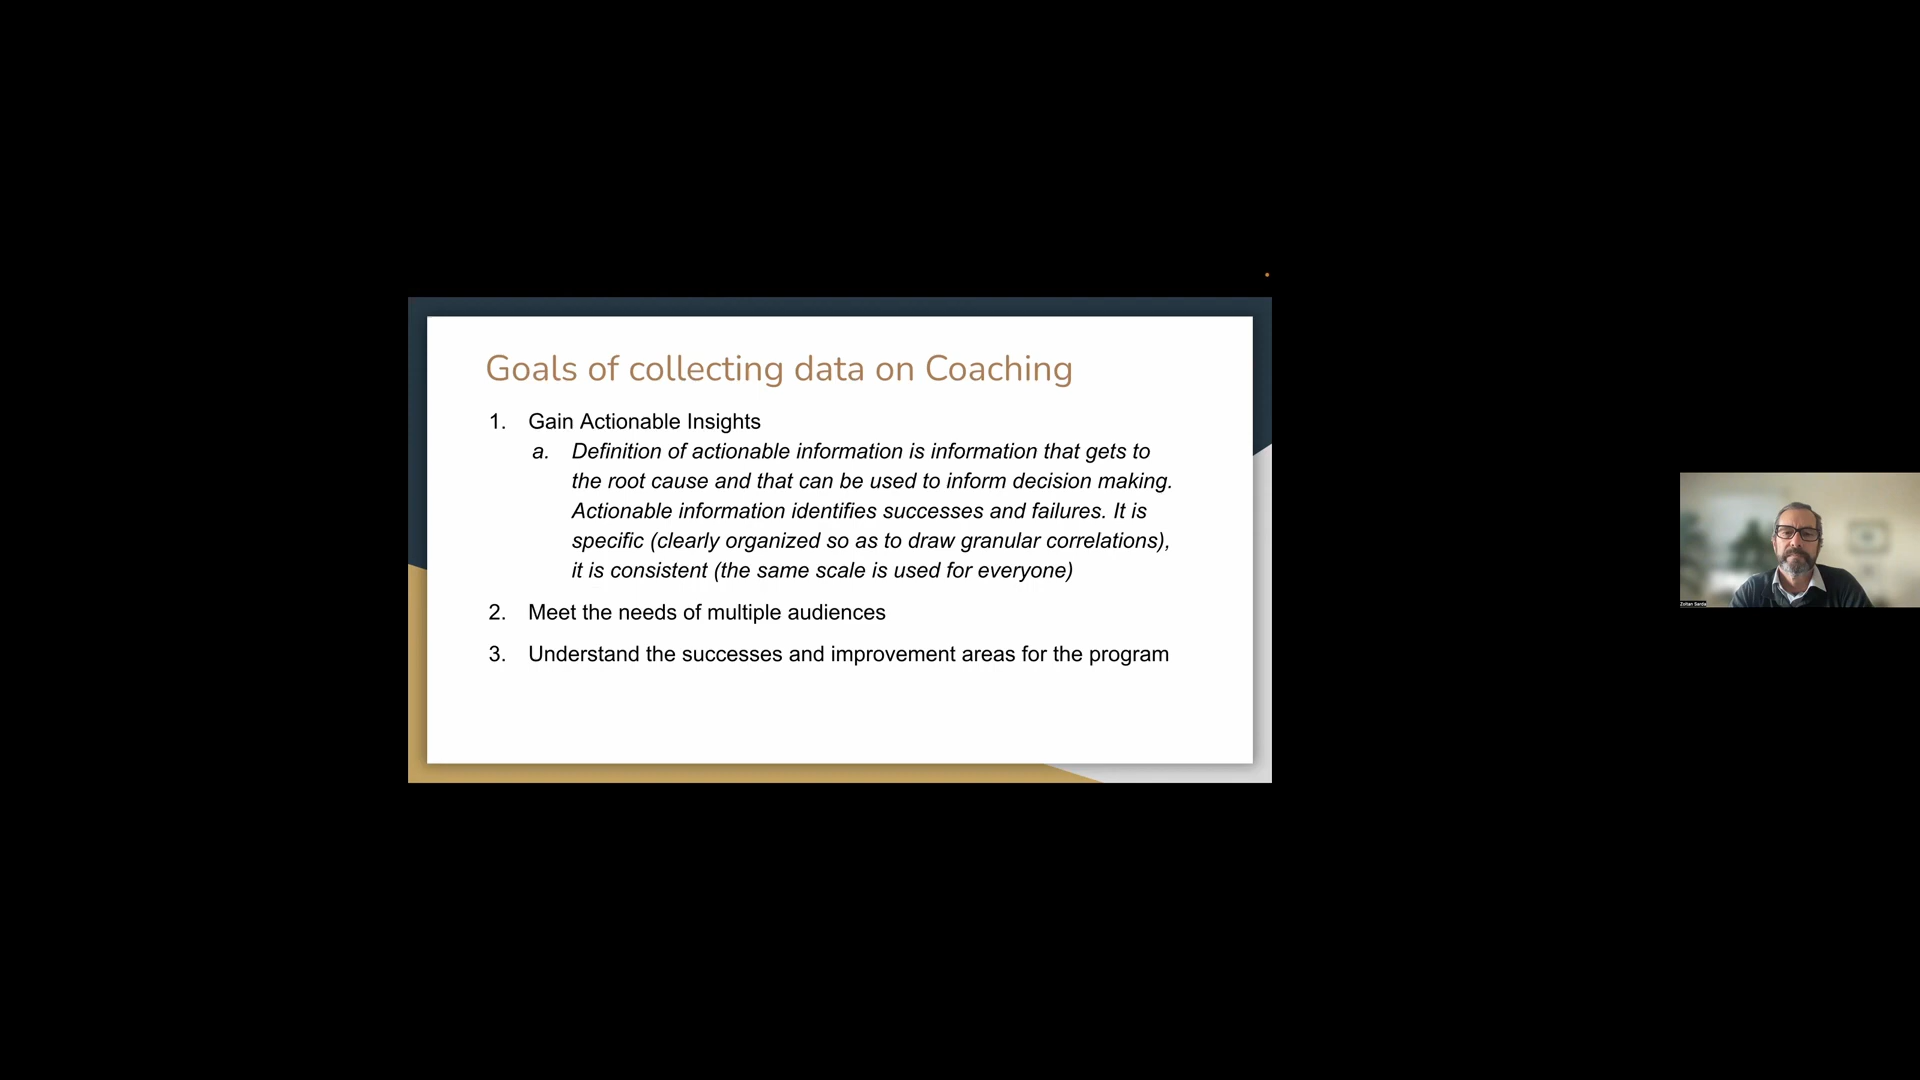 Goals of collecting data on Coaching
1. Gain Actionable Insights
a. Definition of actionable information is information that gets to
the root cause and that can be used to inform decision making.
Actionable information identifies successes and failures. It is
specific (clearly organized so as to draw granular correlations),
it is consistent (the same scale is used for everyone)
2. Meet the needs of multiple audiences
3. Understand the successes and improvement areas for the program
Zoltan Sarda